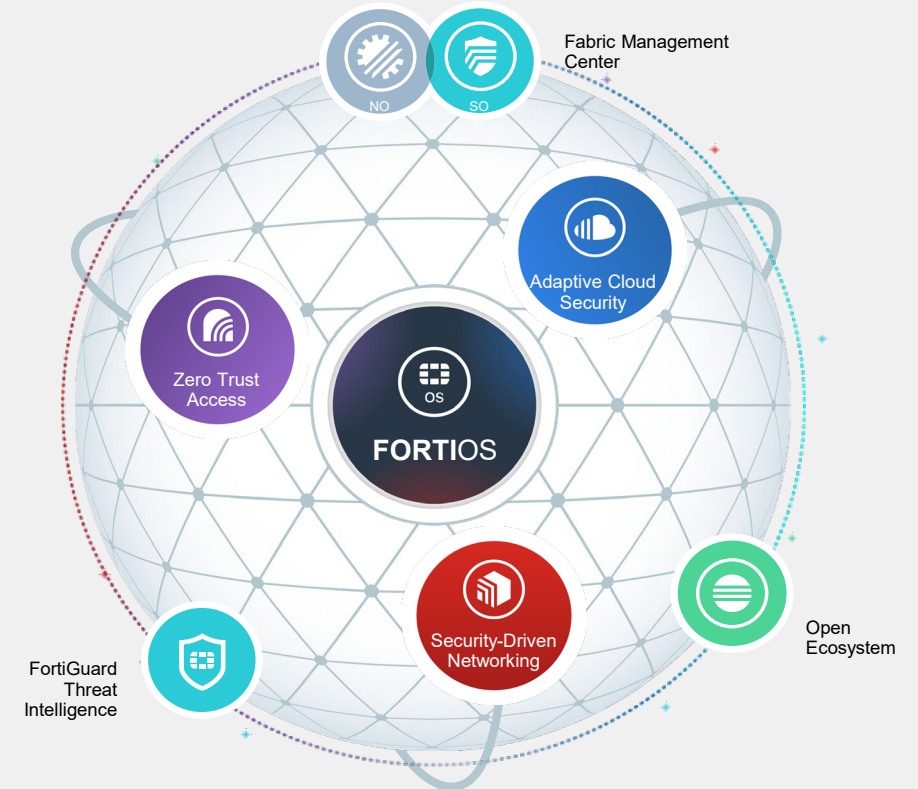 Fabric Management
Center
NO
SO
Adaptive Cloud
Security
Zero Trust
Access
OS
FORTIOS
Security-Driven
Networking
Open
Ecosystem
FortiGuard
Threat
Intelligence